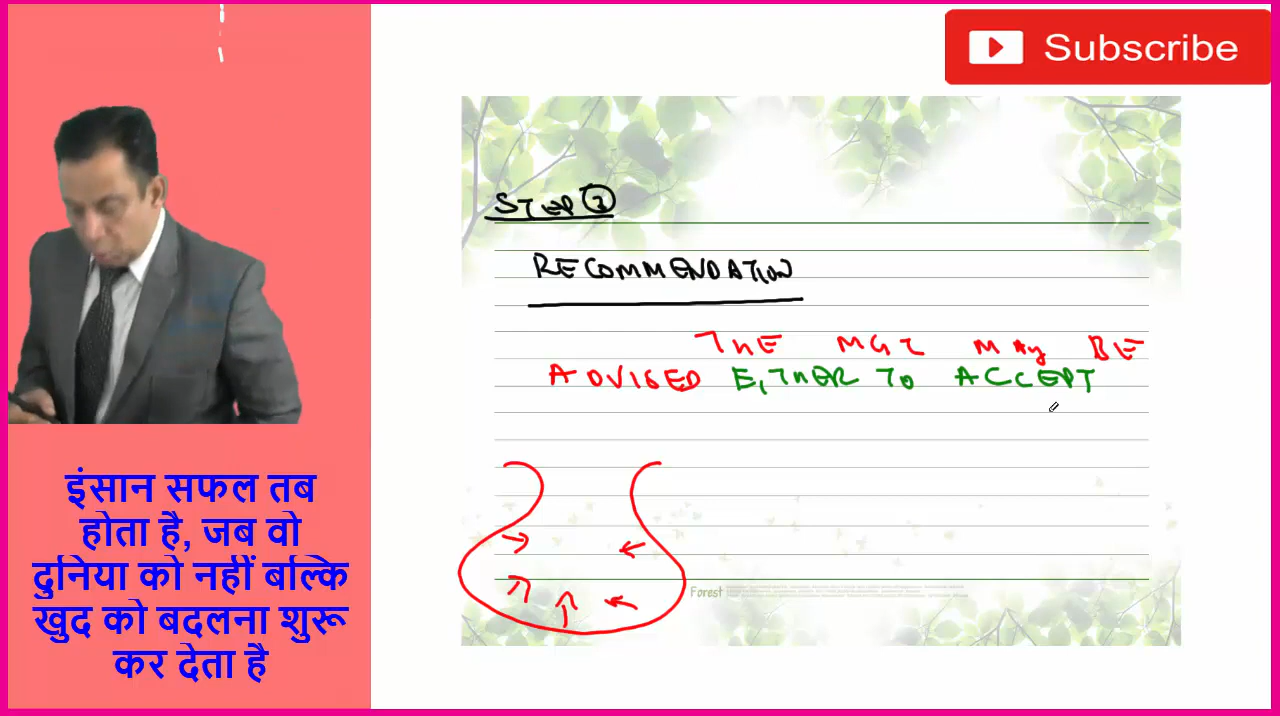 Subscribe
STEP 3
RECOMMENDATION
THE MGT MAY BE
ADVISED EITHER TO ACCEPT
Forest
इंसान सफल तब
होता है, जब वो
दुनिया को नहीं बल्कि
खुद को बदलना शुरू
कर देता है